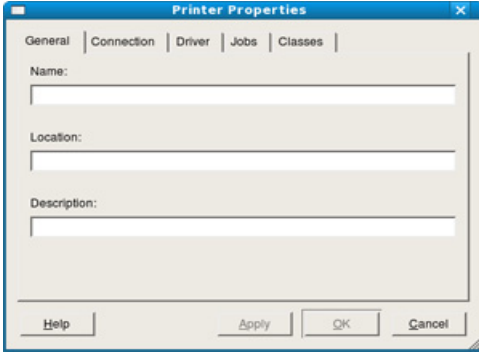 Printer Properties
General Connection Driver Jobs Classes
Name:
Location:
Description:
Help Apply OK Cancel